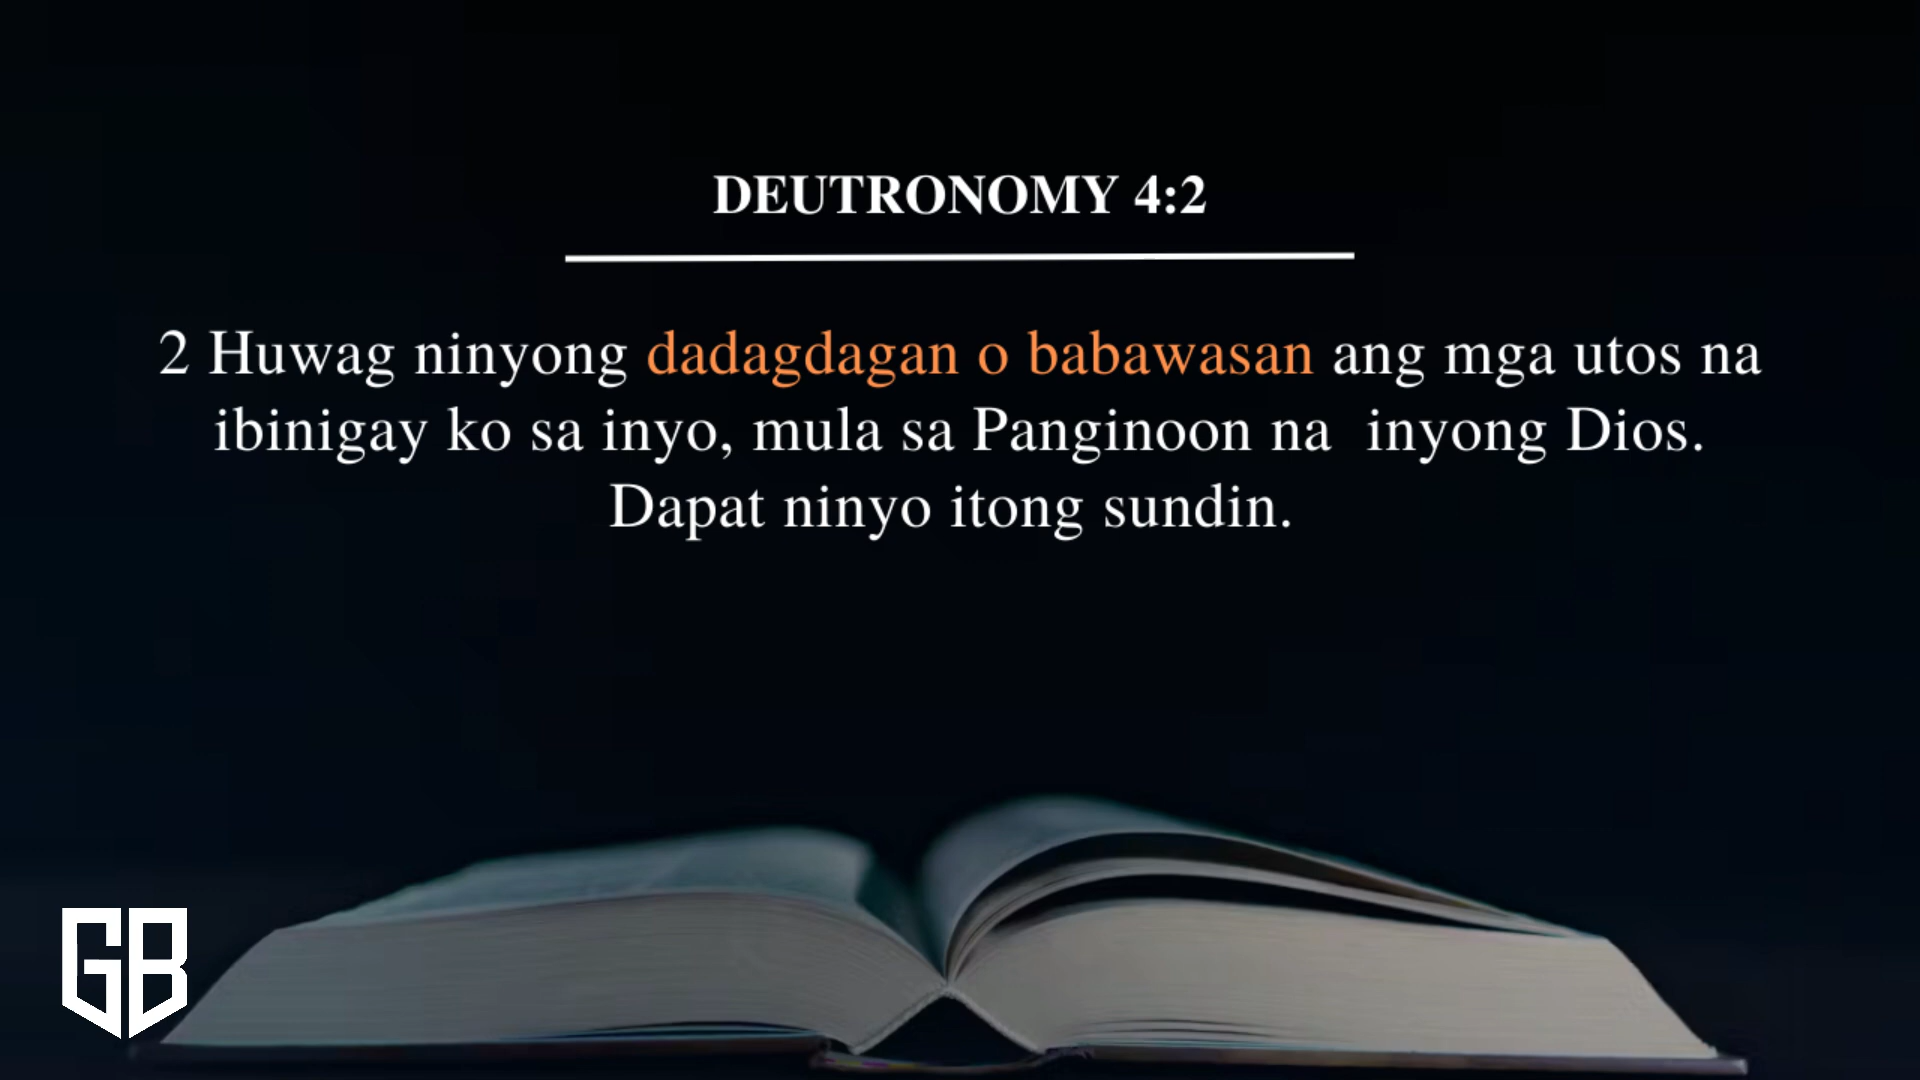 DEUTRONOMY 4:2
2 Huwag ninyong dadagdagan o babawasan ang mga utos na
ibinigay ko sa inyo, mula sa Panginoon na  inyong Dios.
Dapat ninyo itong sundin.
GB